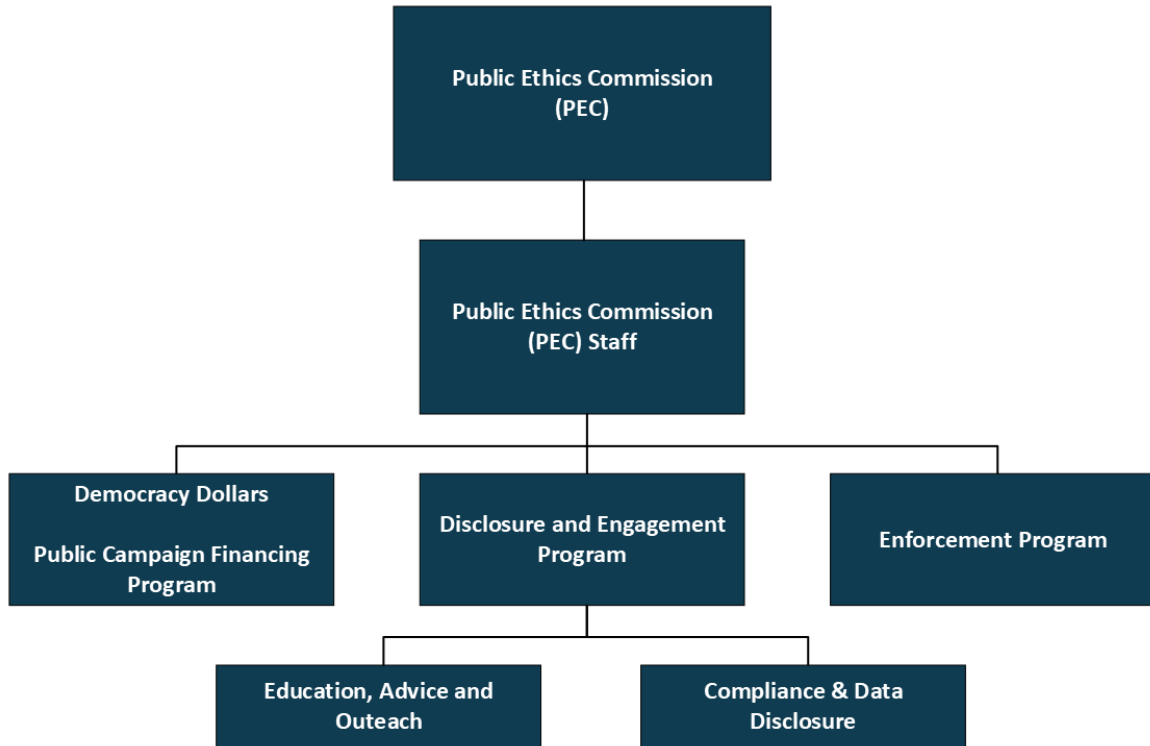 Public Ethics Commission
(PEC)
Public Ethics Commission
(PEC) Staff
Democracy Dollars
Public Campaign Financing
Program
Disclosure and Engagement
Program
Enforcement Program
Education, Advice and
Outeach
Compliance & Data
Disclosure